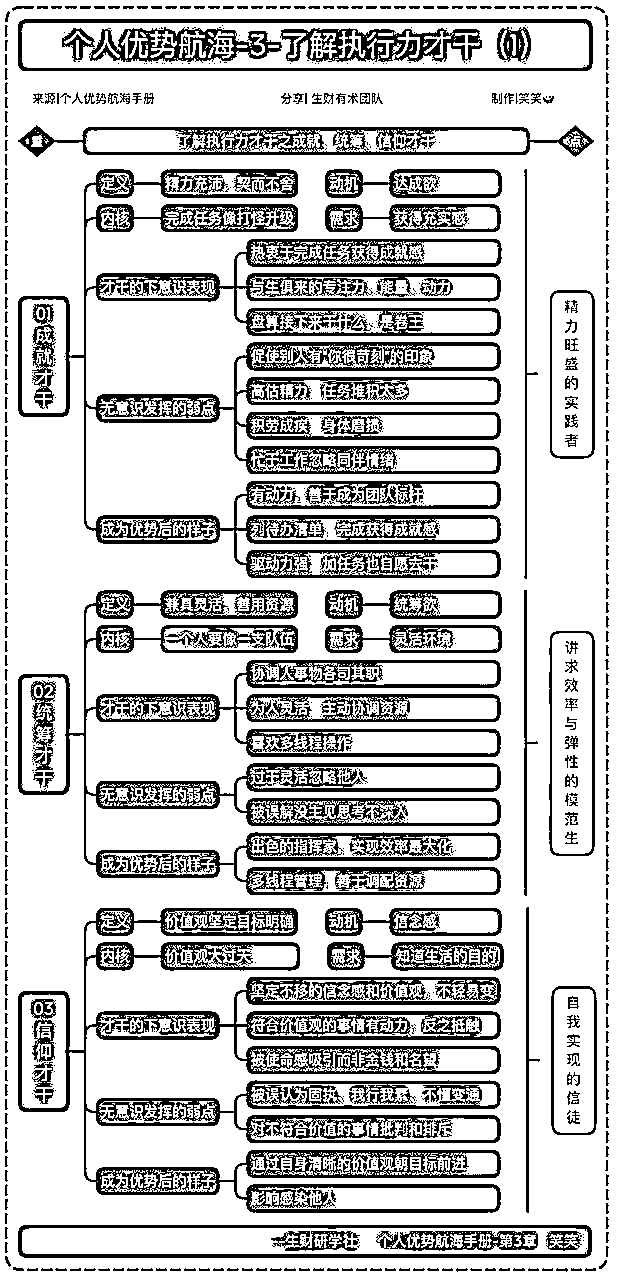 个人优势航海-3-了解执行力才干（1）
来源|个人优势航海手册 分享| 生财有术团队 制作|笑笑
重 了解执行力才干之成就、统筹、信仰才干 点
01成就才干
定义 精力充沛，锲而不舍 动机 达成欲
内核 完成任务像打怪升级 需求 获得充实感
才干的下意识表现
热衷于完成任务获得成就感
与生俱来的专注力、能量、动力
盘算接下来干什么，是卷王
无意识发挥的弱点
促使别人有“你很苛刻”的印象
高估精力，任务堆积太多
积劳成疾，身体磨损
忙于工作忽略同伴情绪
成为优势后的样子
有动力，善于成为团队标杆
列待办清单，完成获得成就感
驱动力强，加任务也自愿去干
精力旺盛的实践者
02统筹才干
定义 兼具灵活，善用资源 动机 统筹欲
内核 一个人要像一支队伍 需求 灵活环境
才干的下意识表现
协调人事物各司其职
为人灵活，主动协调资源
喜欢多线程操作
无意识发挥的弱点
过于灵活忽略他人
被误解没主见思考不深入
成为优势后的样子
出色的指挥家，实现效率最大化
多线程管理，善于调配资源
讲求效率与弹性的模范生
03信仰才干
定义 价值观坚定目标明确 动机 信念感
内核 价值观大过天 需求 知道生活的目的
才干的下意识表现
坚定不移的信念感和价值观，不轻易变
符合价值观的事情有动力，反之抵触
被使命感吸引而非金钱和名望
无意识发挥的弱点
被误认为固执、我行我素、不懂变通
对不符合价值的事情批判和排斥
成为优势后的样子
通过自身清晰的价值观朝目标前进
影响感染他人
自我实现的信徒
—生财研学社 个人优势航海手册-第3章 笑笑